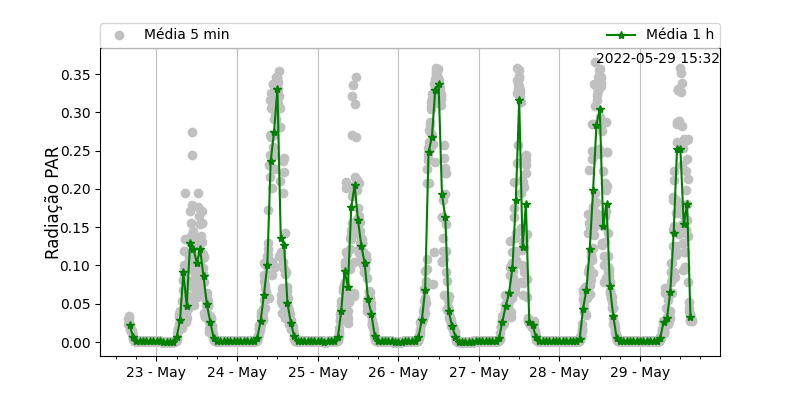 Média 5 min
Média 1 h
2022-05-29 15:32
Radiação PAR
0.35
0.30
0.25
0.20
0.15
0.10
0.05
0.00
23 - May
24 - May
25 - May
26 - May
27 - May
28 - May
29 - May